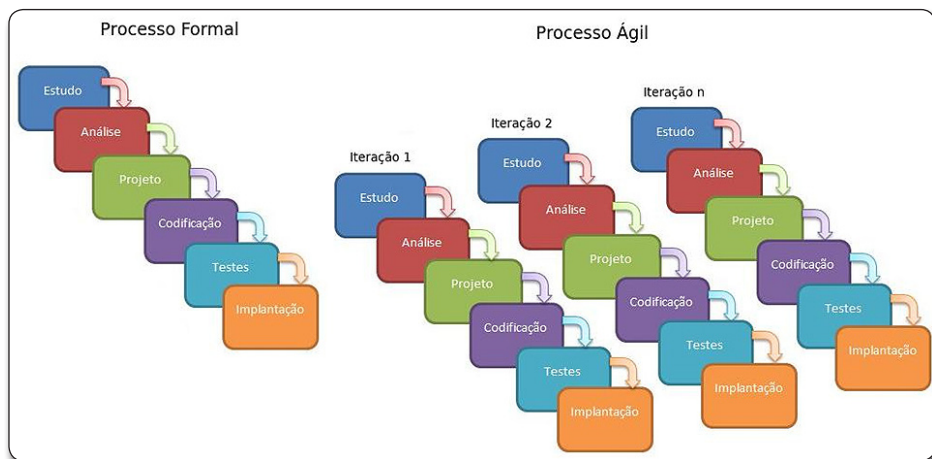 Processo Formal
Estudo
Análise
Projeto
Codificação
Testes
Implantação
Processo Ágil
Iteração 1
Estudo
Análise
Projeto
Codificação
Testes
Implantação
Iteração 2
Estudo
Análise
Projeto
Codificação
Testes
Implantação
Iteração n
Estudo
Análise
Projeto
Codificação
Testes
Implantação